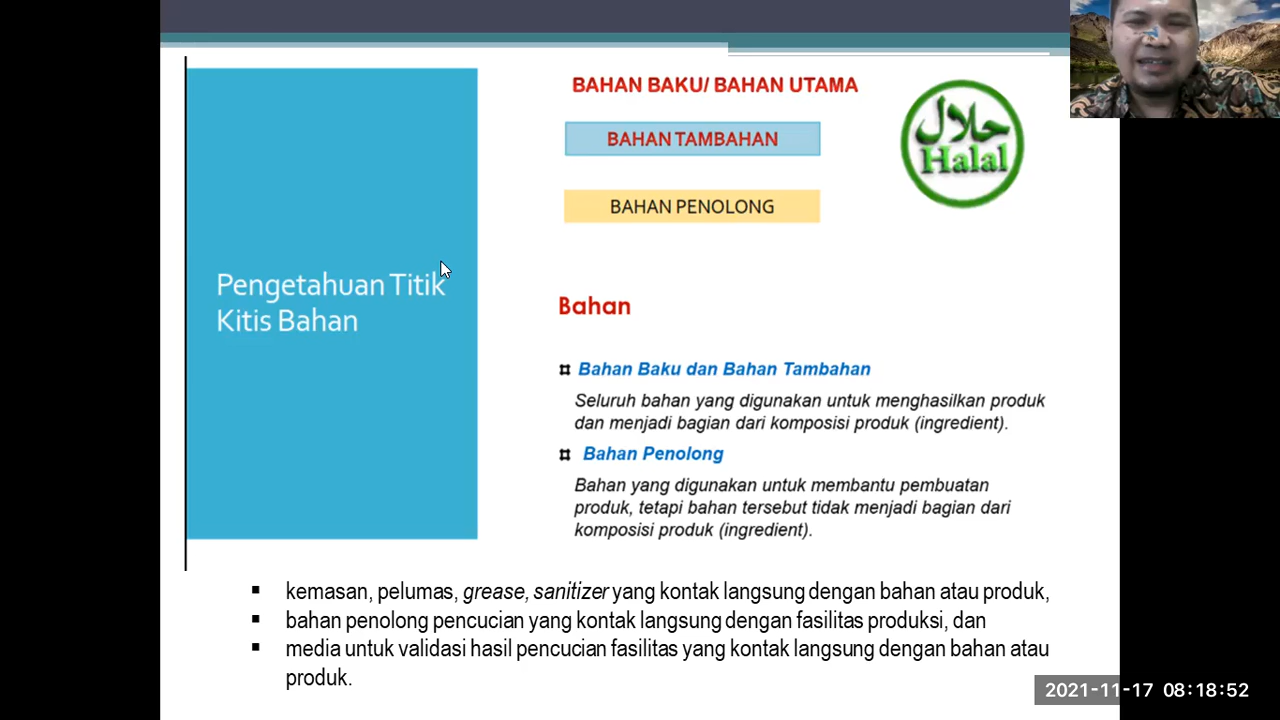 BAHAN BAKU/ BAHAN UTAMA
BAHAN TAMBAHAN
BAHAN PENOLONG
حلال
Halal
Pengetahuan Titik
Kitis Bahan
Bahan
Bahan Baku dan Bahan Tambahan
Seluruh bahan yang digunakan untuk menghasilkan produk
dan menjadi bagian dari komposisi produk (ingredient).
Bahan Penolong
Bahan yang digunakan untuk membantu pembuatan
produk, tetapi bahan tersebut tidak menjadi bagian dari
komposisi produk (ingredient).
▪ kemasan, pelumas, grease, sanitizer yang kontak langsung dengan bahan atau produk,
▪ bahan penolong pencucian yang kontak langsung dengan fasilitas produksi, dan
▪ media untuk validasi hasil pencucian fasilitas yang kontak langsung dengan bahan atau
produk.
2021-11-17 08:18:52